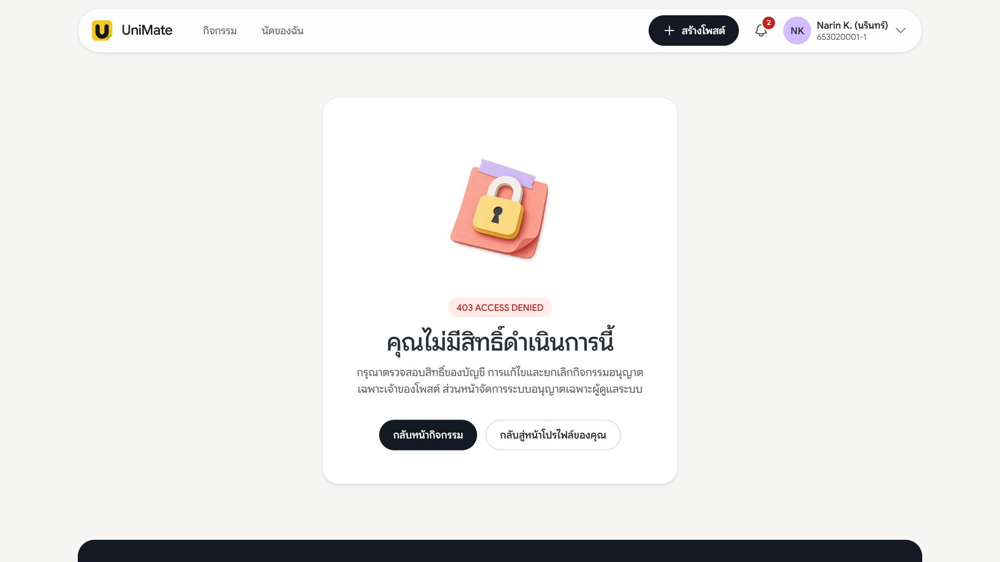 UniMate
กิจกรรม
นัดของฉัน
สร้างโพสต์
2
NK
Narin K. (นรินทร์)
653020001-1
403 ACCESS DENIED
คุณไม่มีสิทธิ์ดำเนินการนี้
กรุณาตรวจสอบสิทธิ์ของบัญชี การแก้ไขและยกเลิกกิจกรรมอนุญาต
เฉพาะเจ้าของโพสต์ ส่วนหน้าจัดการระบบอนุญาตเฉพาะผู้ดูแลระบบ
กลับหน้ากิจกรรม
กลับสู่หน้าโปรไฟล์ของคุณ